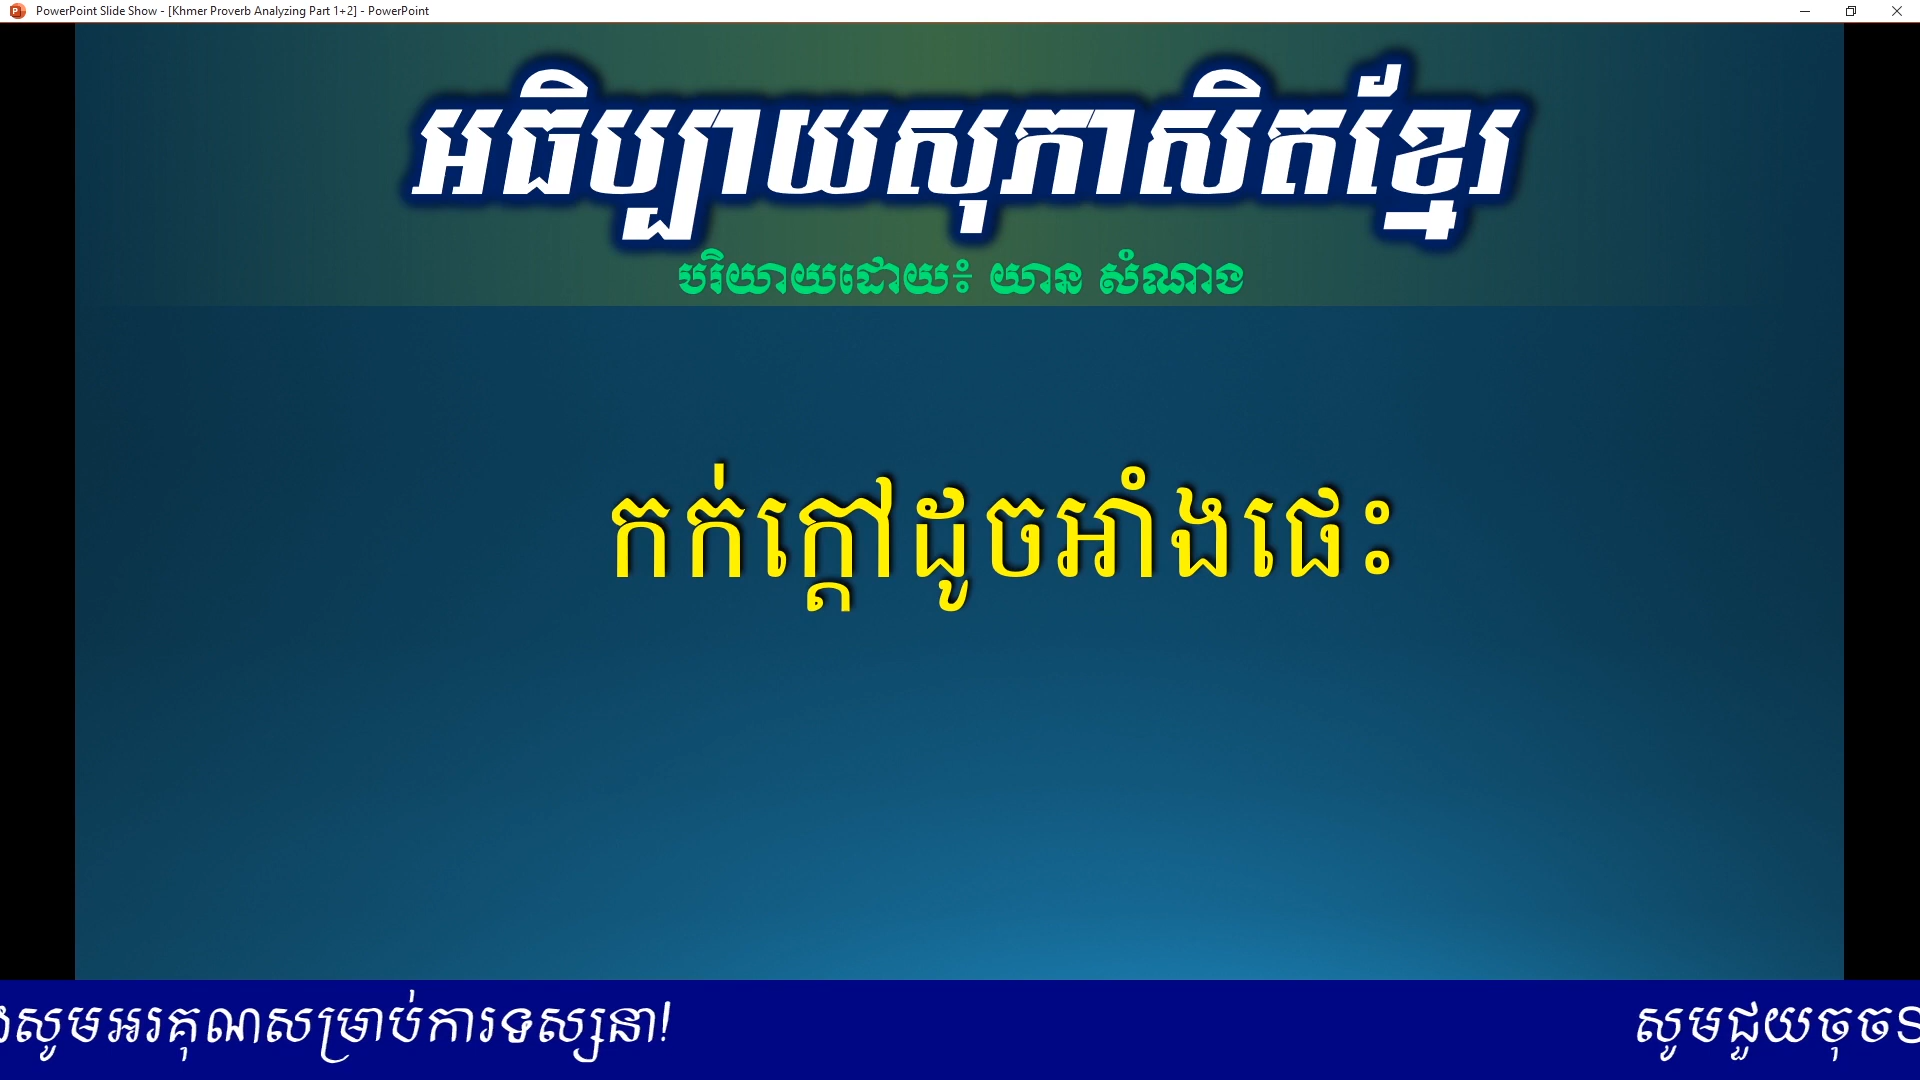 PowerPoint Slide Show - [Khmer Proverb Analyzing Part 1+2] - PowerPoint
អធិប្បាយសុភាសិតខ្មែរ
បរិយាយដោយ៖ យាន សំណាង
កក់ក្ដៅដូចអាំងផេះ
សូមអរគុណសម្រាប់ការទស្សនា!
សូមជួយចុច